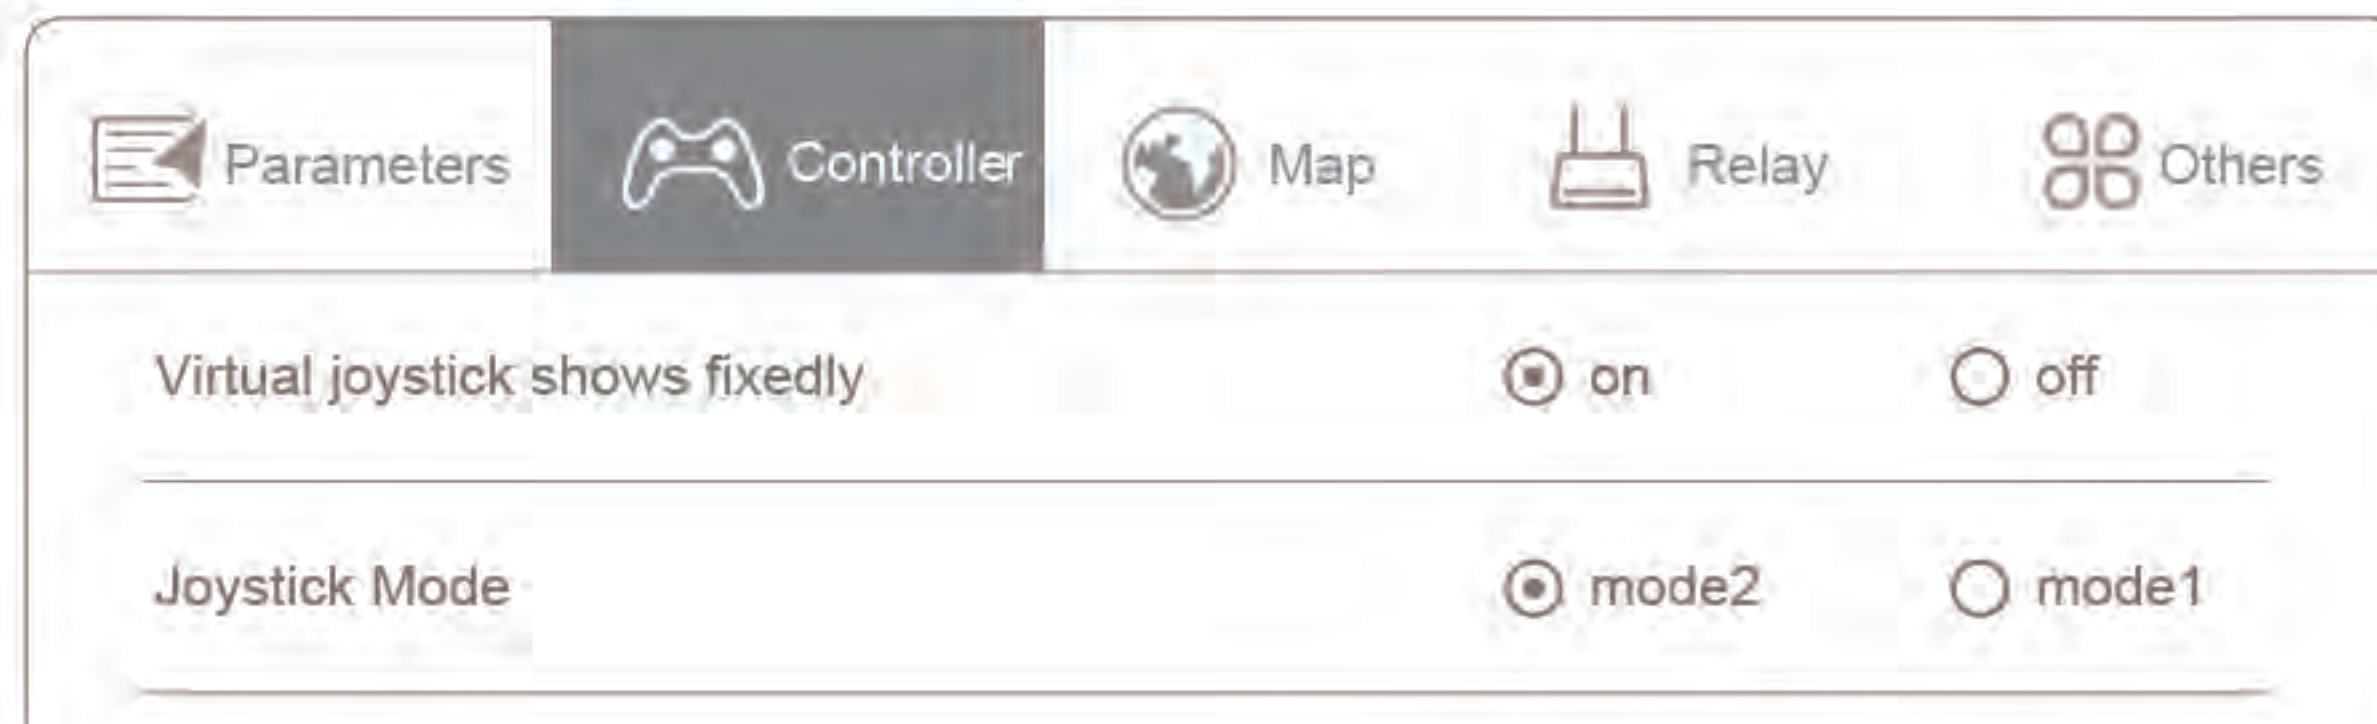 Parameters Controller Map Relay Others
Virtual joystick shows fixedly on off
Joystick Mode mode2 mode1